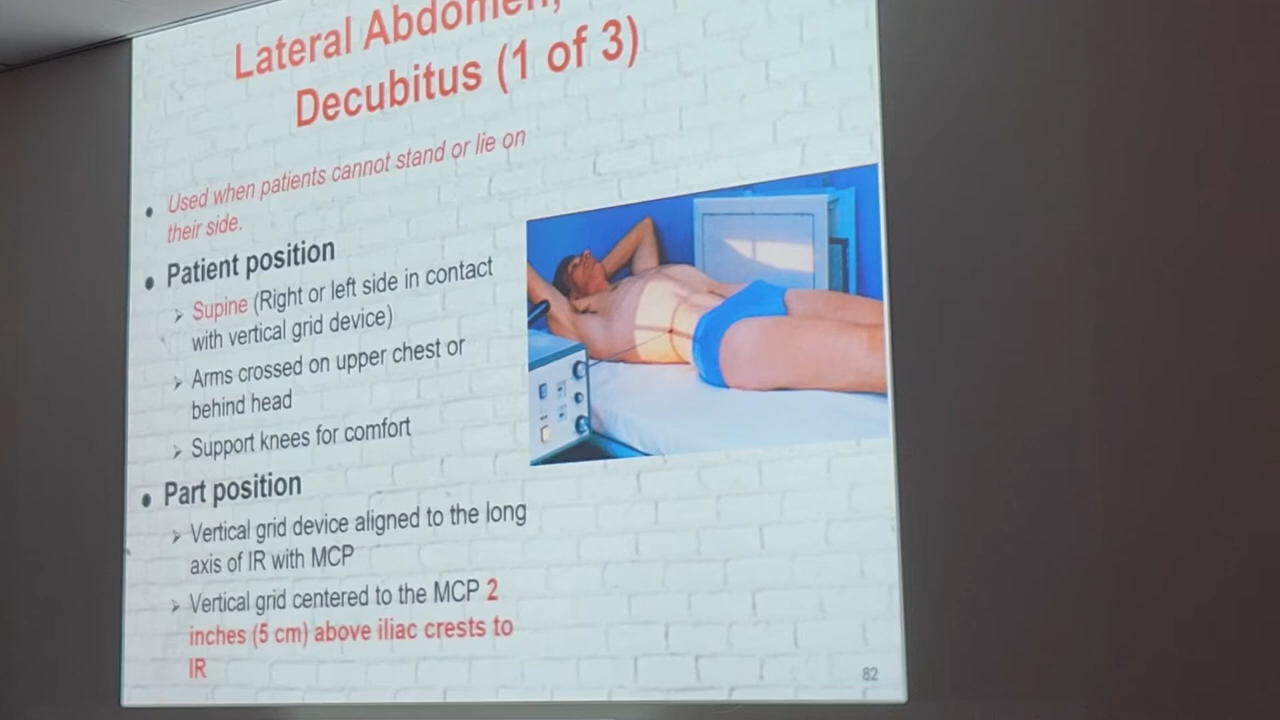 Lateral Abdomen,
Decubitus (1 of 3)
• Used when patients cannot stand or lie on
their side.
• Patient position
➢ Supine (Right or left side in contact
with vertical grid device)
➢ Arms crossed on upper chest or
behind head
➢ Support knees for comfort
• Part position
➢ Vertical grid device aligned to the long
axis of IR with MCP
➢ Vertical grid centered to the MCP 2
inches (5 cm) above iliac crests to
IR
82